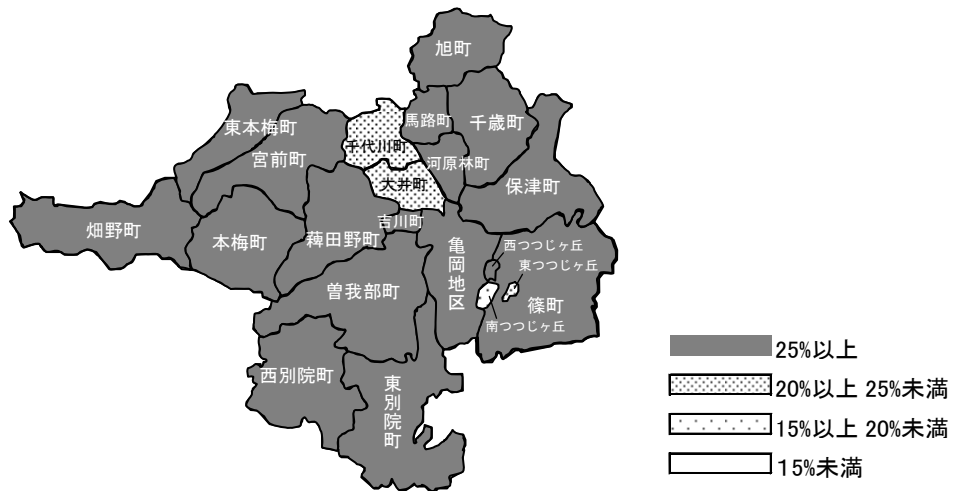 旭町
馬路町
千歳町
東本梅町
千代川町
宮前町
河原林町
大井町
保津町
畑野町
本梅町
薭田野町
吉川町
亀岡地区
西つつじヶ丘
東つつじヶ丘
篠町
曽我部町
南つつじヶ丘
西別院町
東別院町
25%以上
20%以上 25%未満
15%以上 20%未満
15%未満